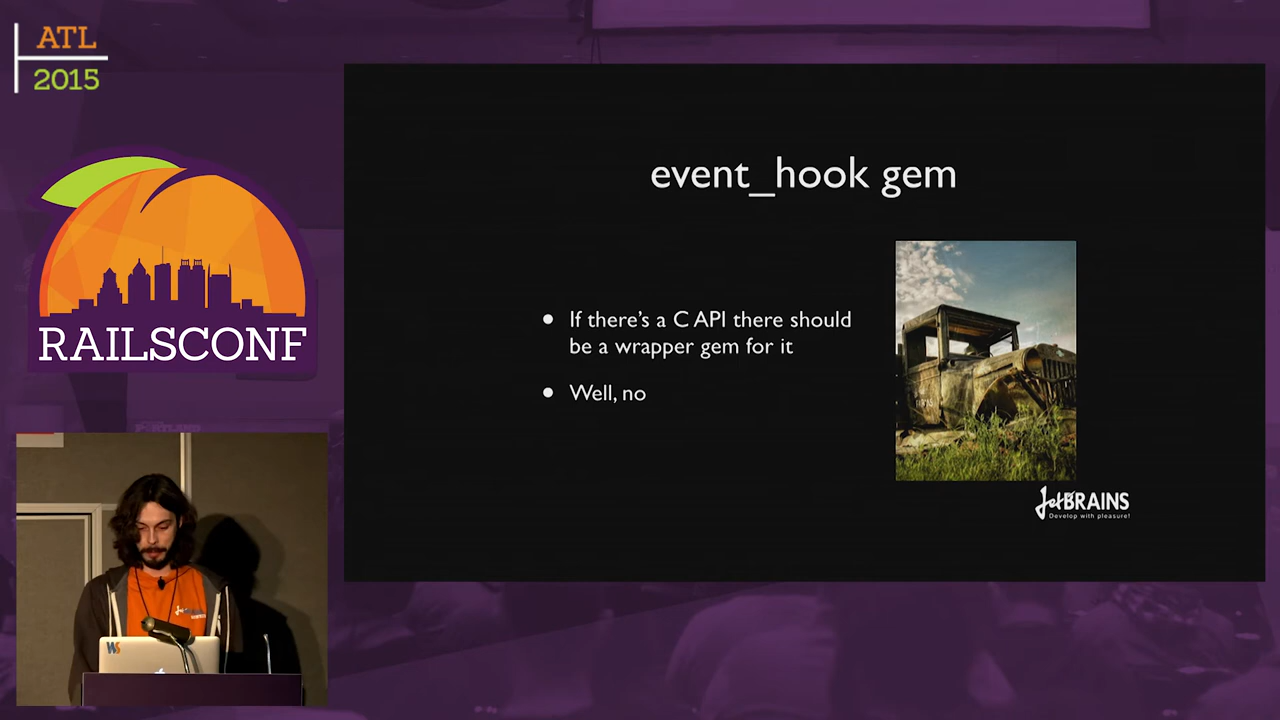 ATL
2015
RAILSCONF
event_hook gem
If there's a C API there should
be a wrapper gem for it
Well, no
JetBRAINS
Develop with pleasure!
WS